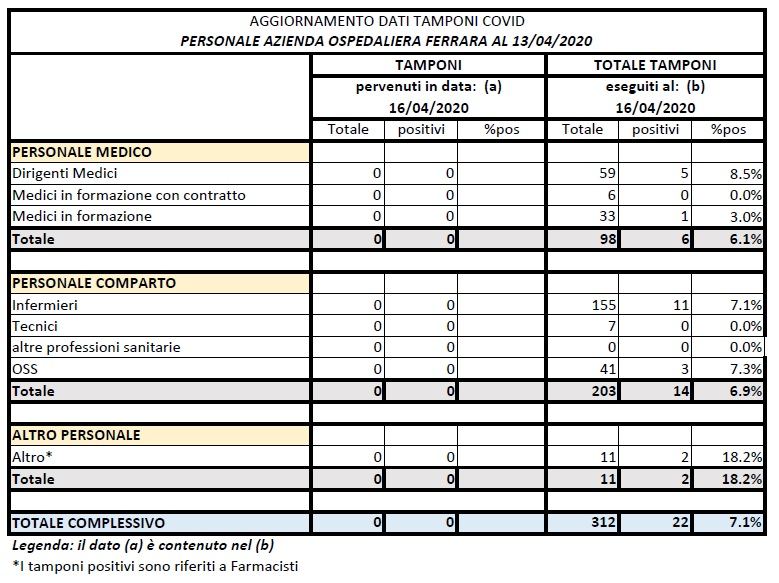 AGGIORNAMENTO DATI TAMPONI COVID
PERSONALE AZIENDA OSPEDALIERA FERRARA AL 13/04/2020
TAMPONI TOTALE TAMPONI
pervenuti in data: (a) eseguiti al: (b)
16/04/2020 16/04/2020
Totale positivi %pos Totale positivi %pos
PERSONALE MEDICO
Dirigenti Medici 0 0 59 5 8.5%
Medici in formazione con contratto 0 0 6 0 0.0%
Medici in formazione 0 0 33 1 3.0%
Totale 0 0 98 6 6.1%
PERSONALE COMPARTO
Infermieri 0 0 155 11 7.1%
Tecnici 0 0 7 0 0.0%
altre professioni sanitarie 0 0 0 0 0.0%
OSS 0 0 41 3 7.3%
Totale 0 0 203 14 6.9%
ALTRO PERSONALE
Altro* 0 0 11 2 18.2%
Totale 0 0 11 2 18.2%
TOTALE COMPLESSIVO 0 0 312 22 7.1%
Legenda: il dato (a) è contenuto nel (b)
*I tamponi positivi sono riferiti a Farmacisti